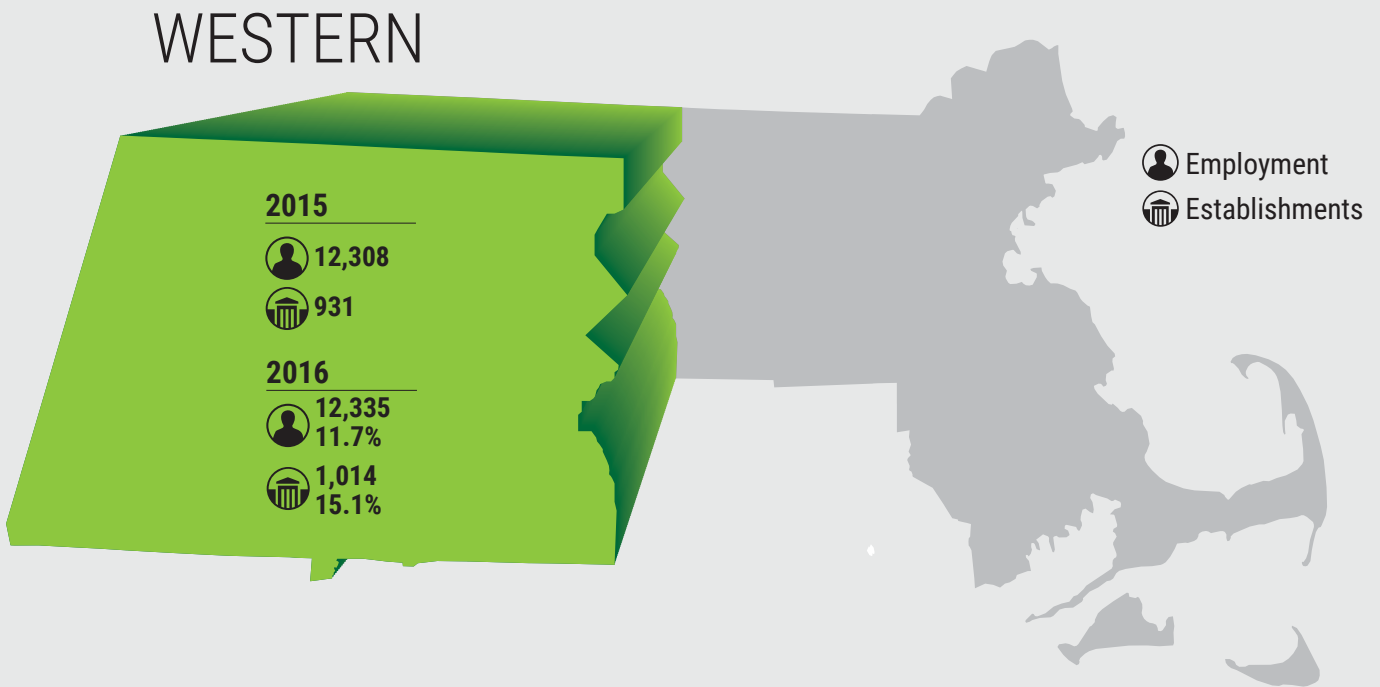 WESTERN
Employment
Establishments
2015
12,308
931
2016
12,335
11.7%
1,014
15.1%